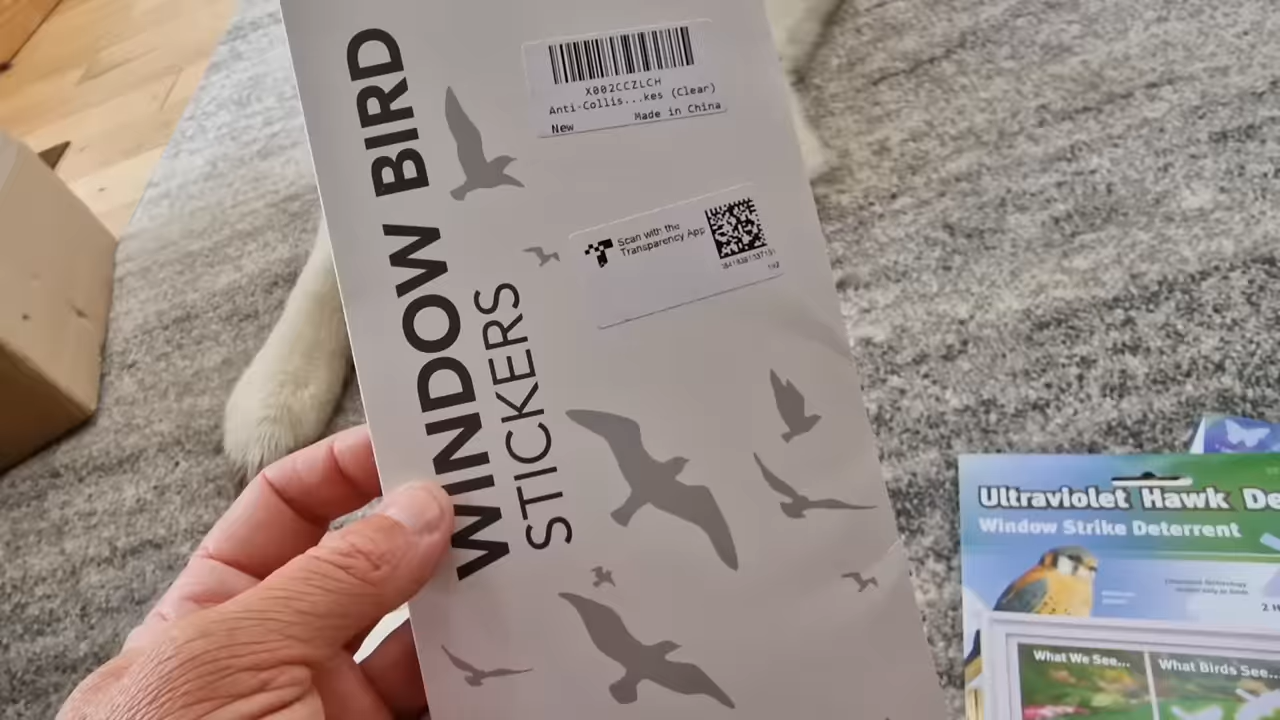 WINDOW BIRD
STICKERS
X002CCZLCH
Anti-Collis...kes (Clear)
New Made in China
Scan with the
Transparency App
Ultraviolet Hawk De
Window Strike Deterrent
2 H
What We See...
What Birds See...